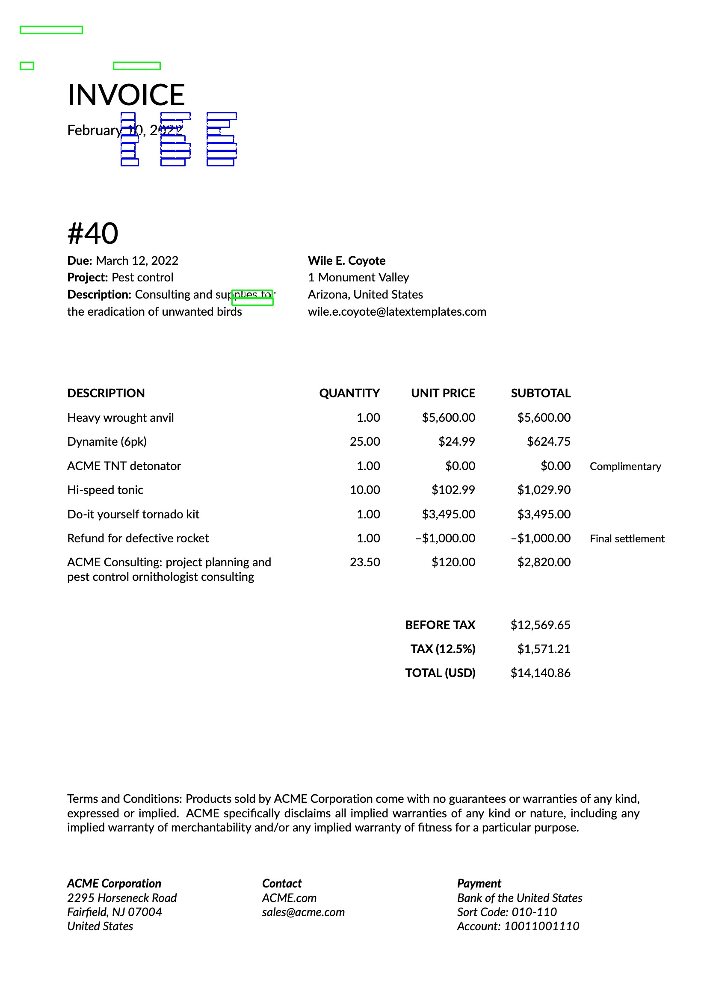 INVOICE
February 10, 2022
#40
Due: March 12, 2022
Project: Pest control
Description: Consulting and supplies for
the eradication of unwanted birds
Wile E. Coyote
1 Monument Valley
Arizona, United States
wile.e.coyote@latextemplates.com
DESCRIPTION QUANTITY UNIT PRICE SUBTOTAL
Heavy wrought anvil 1.00 $5,600.00 $5,600.00
Dynamite (6pk) 25.00 $24.99 $624.75
ACME TNT detonator 1.00 $0.00 $0.00 Complimentary
Hi-speed tonic 10.00 $102.99 $1,029.90
Do-it yourself tornado kit 1.00 $3,495.00 $3,495.00
Refund for defective rocket 1.00 –$1,000.00 –$1,000.00 Final settlement
ACME Consulting: project planning and 23.50 $120.00 $2,820.00
pest control ornithologist consulting
BEFORE TAX $12,569.65
TAX (12.5%) $1,571.21
TOTAL (USD) $14,140.86
Terms and Conditions: Products sold by ACME Corporation come with no guarantees or warranties of any kind,
expressed or implied. ACME specifically disclaims all implied warranties of any kind or nature, including any
implied warranty of merchantability and/or any implied warranty of fitness for a particular purpose.
ACME Corporation
2295 Horseneck Road
Fairfield, NJ 07004
United States
Contact
ACME.com
sales@acme.com
Payment
Bank of the United States
Sort Code: 010-110
Account: 10011001110